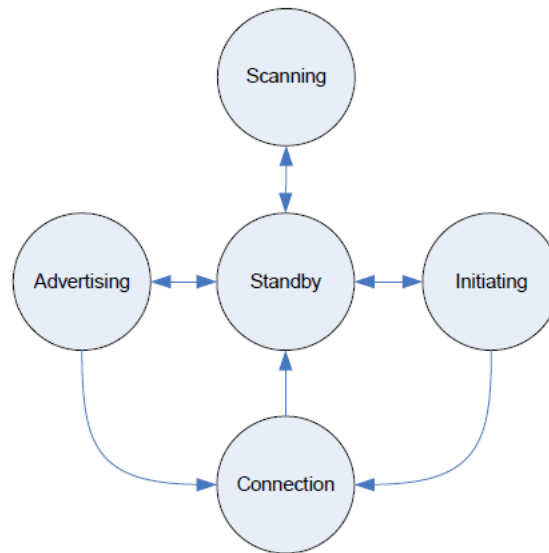 Scanning
Advertising
Standby
Initiating
Connection